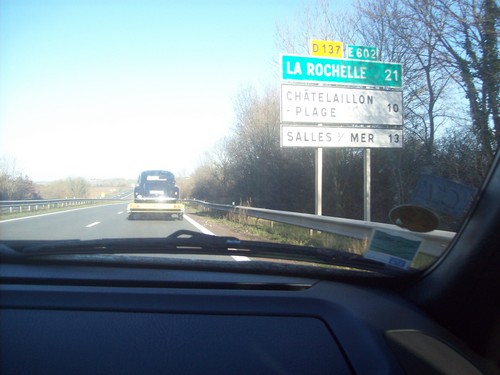 D 137 E 602
LA ROCHELLE 21
CHÂTELAILLON
- PLAGE 10
SALLES S/ MER 13